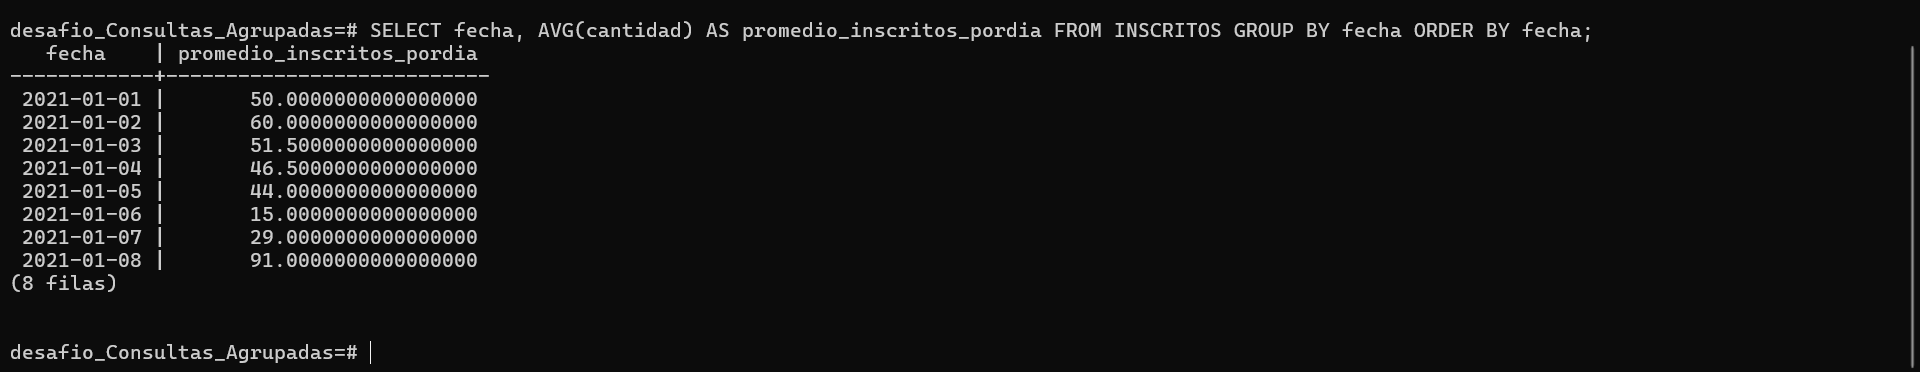 desafio_Consultas_Agrupadas=# SELECT fecha, AVG(cantidad) AS promedio_inscritos_pordia FROM INSCRITOS GROUP BY fecha ORDER BY fecha;
   fecha    | promedio_inscritos_pordia
------------+---------------------------
 2021-01-01 |       50.0000000000000000
 2021-01-02 |       60.0000000000000000
 2021-01-03 |       51.5000000000000000
 2021-01-04 |       46.5000000000000000
 2021-01-05 |       44.0000000000000000
 2021-01-06 |       15.0000000000000000
 2021-01-07 |       29.0000000000000000
 2021-01-08 |       91.0000000000000000
(8 filas)
desafio_Consultas_Agrupadas=#